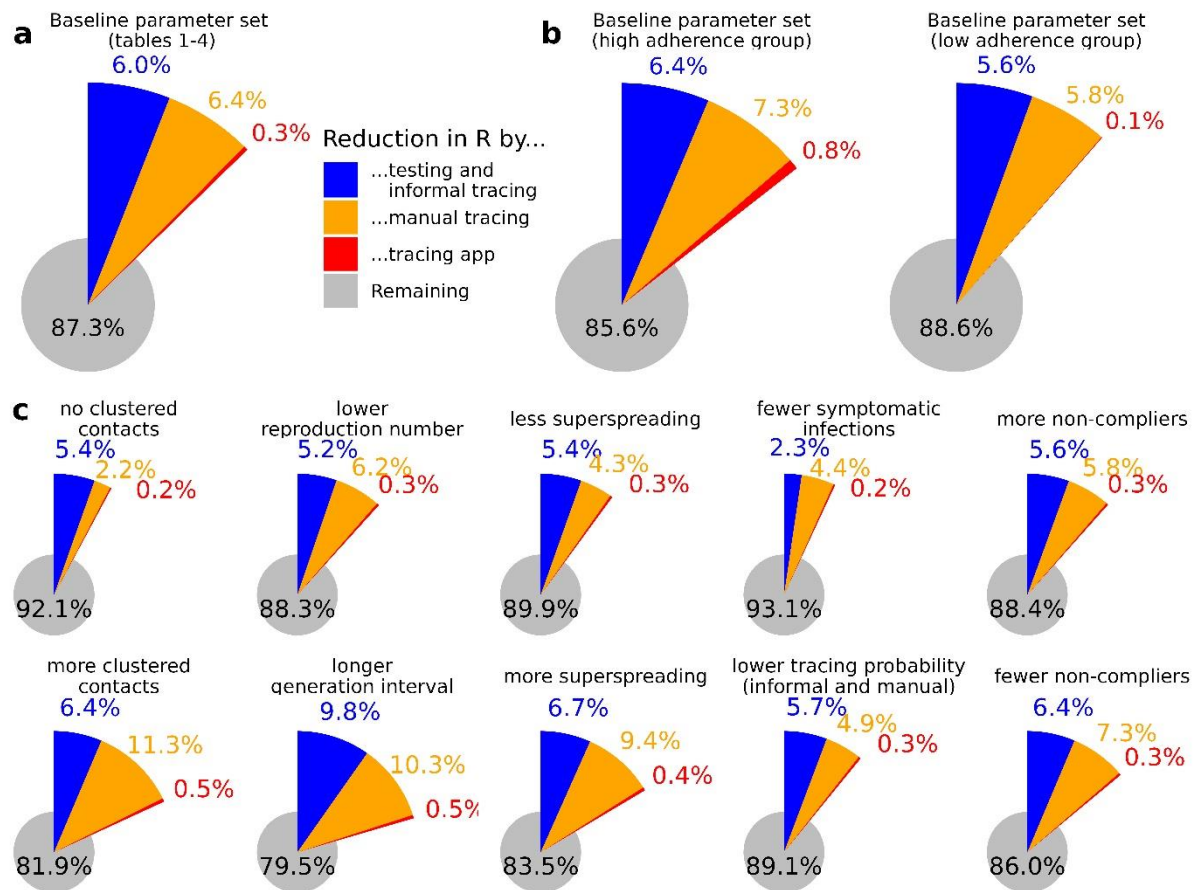 a
Baseline parameter set
(tables 1-4)
6.0%
6.4%
0.3%
87.3%
Reduction in R by...
...testing and
informal tracing
...manual tracing
...tracing app
Remaining
b
Baseline parameter set
(high adherence group)
6.4%
7.3%
0.8%
85.6%
Baseline parameter set
(low adherence group)
5.6%
5.8%
0.1%
88.6%
c
no clustered
contacts
5.4%
2.2%
0.2%
92.1%
lower
reproduction number
5.2%
6.2%
0.3%
88.3%
less superspreading
5.4%
4.3%
0.3%
89.9%
fewer symptomatic
infections
2.3%
4.4%
0.2%
93.1%
more non-compliers
5.6%
5.8%
0.3%
88.4%
more clustered
contacts
6.4%
11.3%
0.5%
81.9%
longer
generation interval
9.8%
10.3%
0.5%
79.5%
more superspreading
6.7%
9.4%
0.4%
83.5%
lower tracing probability
(informal and manual)
5.7%
4.9%
0.3%
89.1%
fewer non-compliers
6.4%
7.3%
0.3%
86.0%